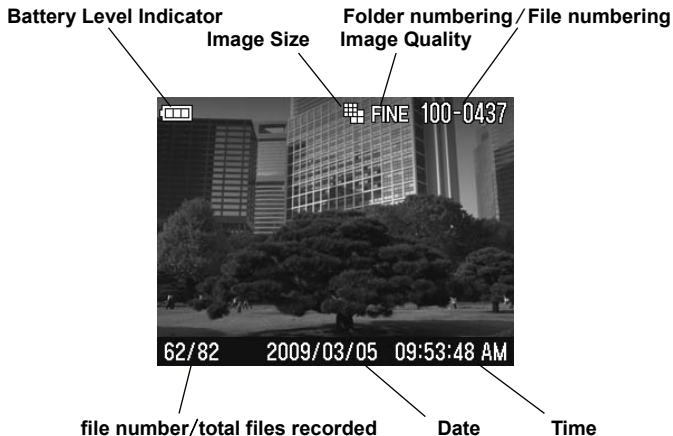 Battery Level Indicator
Folder numbering/File numbering
Image Size Image Quality
FINE 100-0437
62/82 2009/03/05 09:53:48 AM
file number/total files recorded Date Time